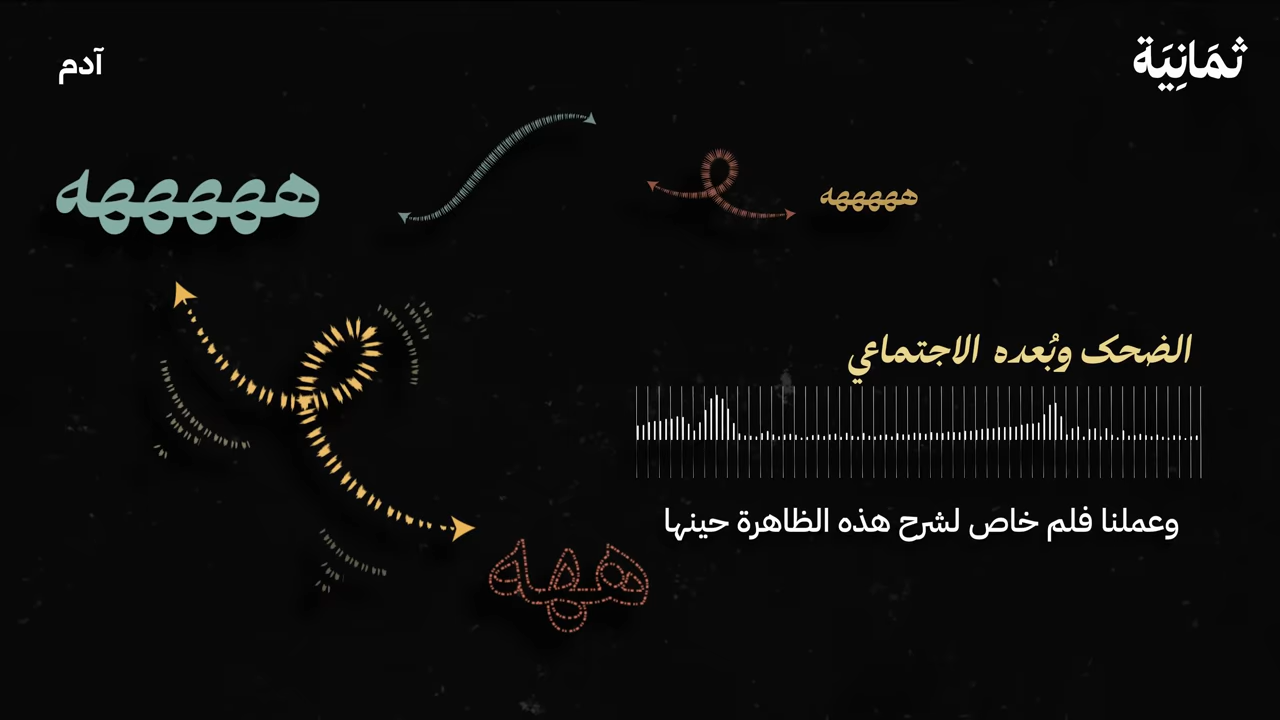 ثمَانِيَة
آدم
هههههه
هههههه
الضحك وبُعده الاجتماعي
وعملنا فلم خاص لشرح هذه الظاهرة حينها
ههه